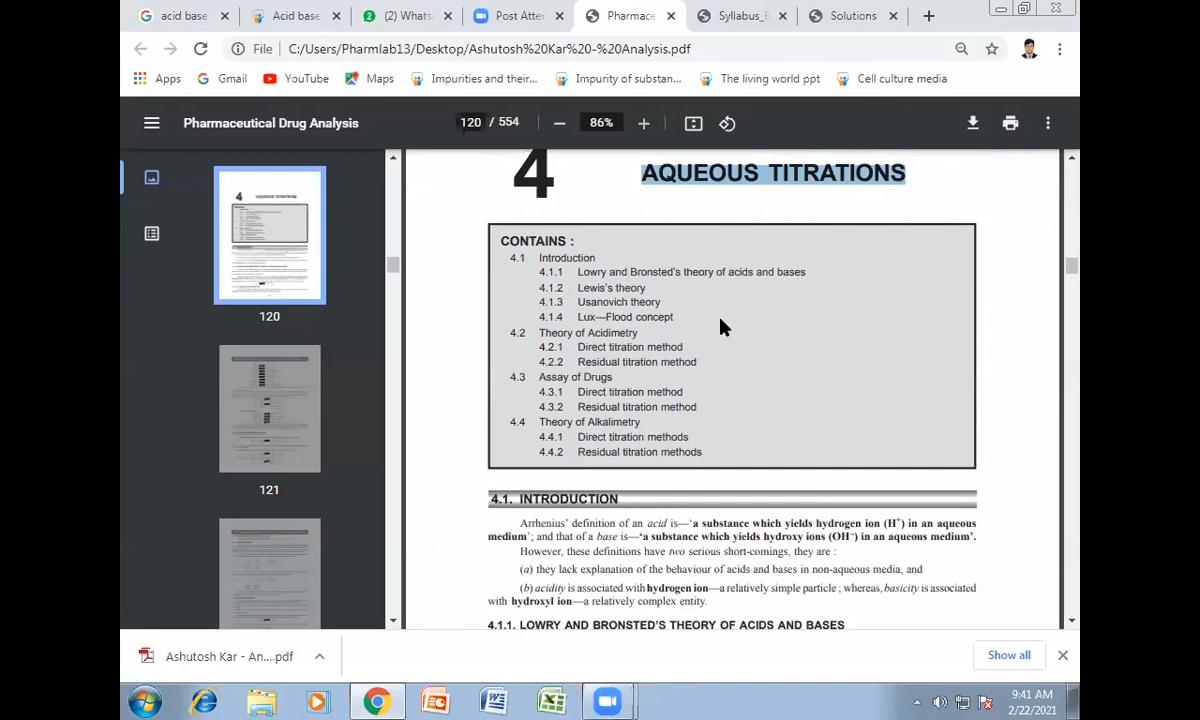 acid base
Acid base
(2) Whats
Post Atter
Pharmace
Syllabus_
Solutions
File C:/Users/Pharmlab13/Desktop/Ashutosh%20Kar%20-%20Analysis.pdf
Apps Gmail YouTube Maps Impurities and their... Impurity of substan... The living world ppt Cell culture media
Pharmaceutical Drug Analysis 120 / 554 86%
120
121
4 AQUEOUS TITRATIONS
CONTAINS :
4.1 Introduction
4.1.1 Lowry and Bronsted's theory of acids and bases
4.1.2 Lewis's theory
4.1.3 Usanovich theory
4.1.4 Lux—Flood concept
4.2 Theory of Acidimetry
4.2.1 Direct titration method
4.2.2 Residual titration method
4.3 Assay of Drugs
4.3.1 Direct titration method
4.3.2 Residual titration method
4.4 Theory of Alkalimetry
4.4.1 Direct titration methods
4.4.2 Residual titration methods
4.1. INTRODUCTION
Arrhenius' definition of an acid is—'a substance which yields hydrogen ion (H⁺) in an aqueous
medium'; and that of a base is—'a substance which yields hydroxy ions (OH⁻) in an aqueous medium'.
However, these definitions have two serious short-comings, they are :
(a) they lack explanation of the behaviour of acids and bases in non-aqueous media, and
(b) acidity is associated with hydrogen ion—a relatively simple particle ; whereas, basicity is associated
with hydroxyl ion—a relatively complex entity.
4.1.1. LOWRY AND BRONSTED'S THEORY OF ACIDS AND BASES
Ashutosh Kar - An....pdf
Show all
9:41 AM
2/22/2021